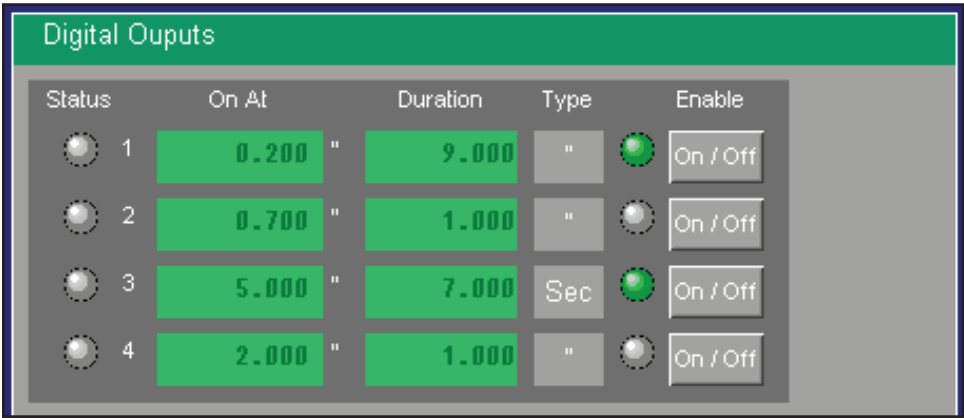 Digital Ouputs
Status On At Duration Type Enable
1 0.200 " 9.000 " On / Off
2 0.700 " 1.000 " On / Off
3 5.000 " 7.000 Sec On / Off
4 2.000 " 1.000 " On / Off